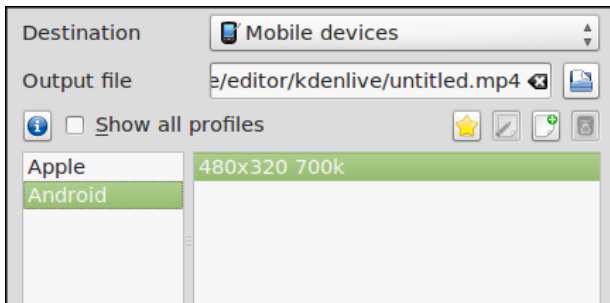 Destination Mobile devices
Output file e/editor/kdenlive/untitled.mp4
Show all profiles
Apple 480x320 700k
Android